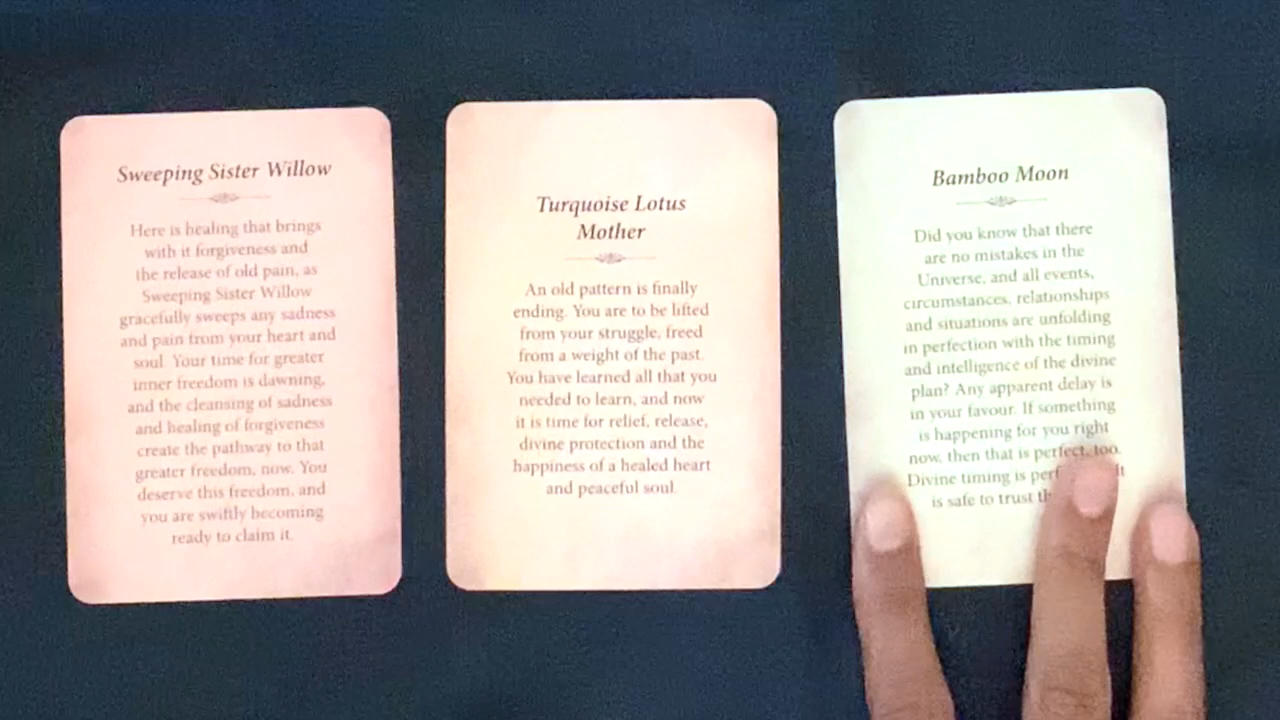 Sweeping Sister Willow
Here is healing that brings
with it forgiveness and
the release of old pain, as
Sweeping Sister Willow
gracefully sweeps any sadness
and pain from your heart and
soul. Your time for greater
inner freedom is dawning,
and the cleansing of sadness
and healing of forgiveness
create the pathway to that
greater freedom, now. You
deserve this freedom, and
you are swiftly becoming
ready to claim it.
Turquoise Lotus
Mother
An old pattern is finally
ending. You are to be lifted
from your struggle, freed
from a weight of the past.
You have learned all that you
needed to learn, and now
it is time for relief, release,
divine protection and the
happiness of a healed heart
and peaceful soul.
Bamboo Moon
Did you know that there
are no mistakes in the
Universe, and all events,
circumstances, relationships
and situations are unfolding
in perfection with the timing
and intelligence of the divine
plan? Any apparent delay is
in your favour. If something
is happening for you right
now, then that is perfect, too.
Divine timing is
is safe to trust